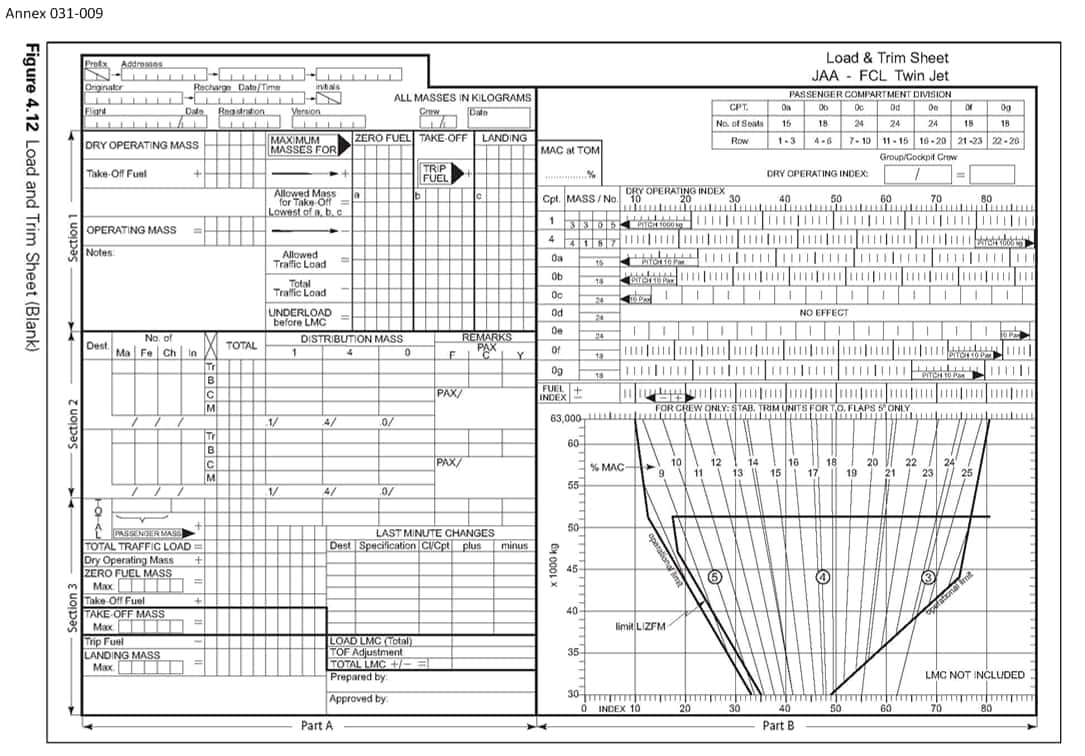 Annex 031-009
Figure 4.12 Load and Trim Sheet (Blank)
Prefix Addresses
Originator Recharge Date/Time Initials
ALL MASSES IN KILOGRAMS
Flight Date Registration Version Crew Date
Section 1
DRY OPERATING MASS
MAXIMUM MASSES FOR
ZERO FUEL TAKE-OFF LANDING
Take-Off Fuel +
+
TRIP FUEL +
Allowed Mass for Take-Off Lowest of a, b, c =
a b c
OPERATING MASS =
Notes:
Allowed Traffic Load =
Total Traffic Load
UNDERLOAD before LMC =
Section 2
Dest. No. of TOTAL DISTRIBUTION MASS REMARKS
Ma Fe Ch In 1 4 0 PAX
F C Y
Tr
B
C PAX/
M
/ / / .1/ 4/ .0/
Tr
B
C PAX/
M
/ / / .1/ 4/ .0/
Section 3
TOTAL
PASSENGER MASS +
TOTAL TRAFFIC LOAD =
Dry Operating Mass +
ZERO FUEL MASS
Max. =
Take-Off Fuel +
TAKE-OFF MASS
Max. =
Trip Fuel –
LANDING MASS
Max. =
LAST MINUTE CHANGES
Dest Specification Cl/Cpt plus minus
LOAD LMC (Total)
TOF Adjustment
TOTAL LMC +/– =
Prepared by:
Approved by:
Part A
Load & Trim Sheet
JAA - FCL Twin Jet
PASSENGER COMPARTMENT DIVISION
CPT. 0a 0b 0c 0d 0e 0f 0g
No. of Seats 15 18 24 24 24 18 18
Row 1-3 4-6 7-10 11-15 16-20 21-23 22-26
Group/Cockpit Crew
DRY OPERATING INDEX: / =
MAC at TOM
............... %
Cpt. MASS / No. DRY OPERATING INDEX
10 20 30 40 50 60 70 80
1 3 3 0 5 PITCH 1000 kg
4 4 1 8 7 PITCH 1000 kg
0a 15 PITCH 10 Pax
0b 18 PITCH 10 Pax
0c 24 10 Pax
0d 24 NO EFFECT
0e 24 10 Pax
0f 18 PITCH 10 Pax
0g 18 PITCH 10 Pax
FUEL INDEX + –
– +
FOR CREW ONLY: STAB. TRIM UNITS FOR T.O. FLAPS 5° ONLY
63,000
60
55
50
45
40
35
30
x 1000 kg
% MAC
9 10 11 12 13 14 15 16 17 18 19 20 21 22 23 24 25
operational limit
5 4 3
operational limit
limit LIZFM
LMC NOT INCLUDED
0 INDEX 10 20 30 40 50 60 70 80
Part B